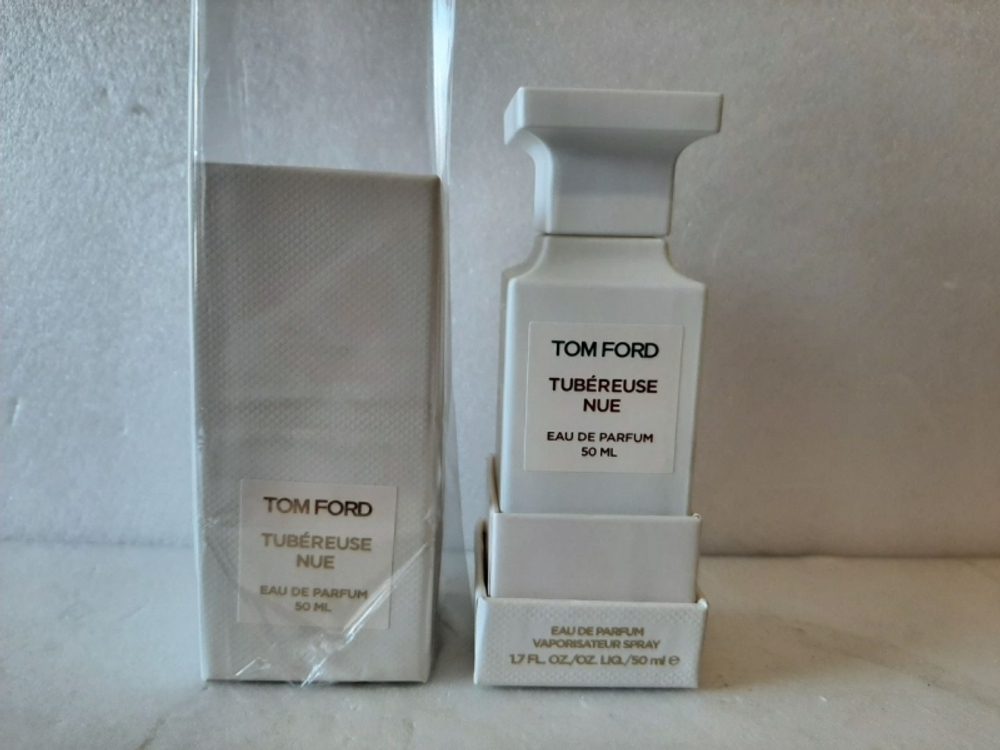 TOM FORD
TUBÉREUSE
NUE
EAU DE PARFUM
50 ML
TOM FORD
TUBÉREUSE
NUE
EAU DE PARFUM
50 ML
EAU DE PARFUM
VAPORISATEUR SPRAY
1.7 FL. OZ./OZ. LIQ./50 ml ℮